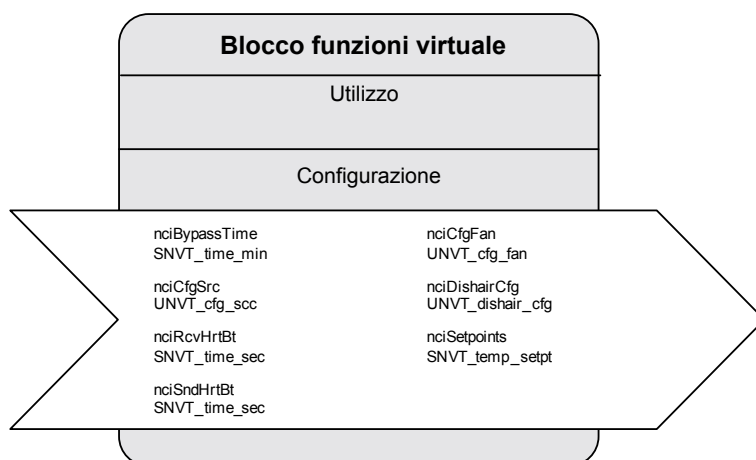 Blocco funzioni virtuale
Utilizzo
Configurazione
nciBypassTime
SNVT_time_min
nciCfgSrc
UNVT_cfg_scc
nciRcvHrtBt
SNVT_time_sec
nciSndHrtBt
SNVT_time_sec
nciCfgFan
UNVT_cfg_fan
nciDishairCfg
UNVT_dishair_cfg
nciSetpoints
SNVT_temp_setpt